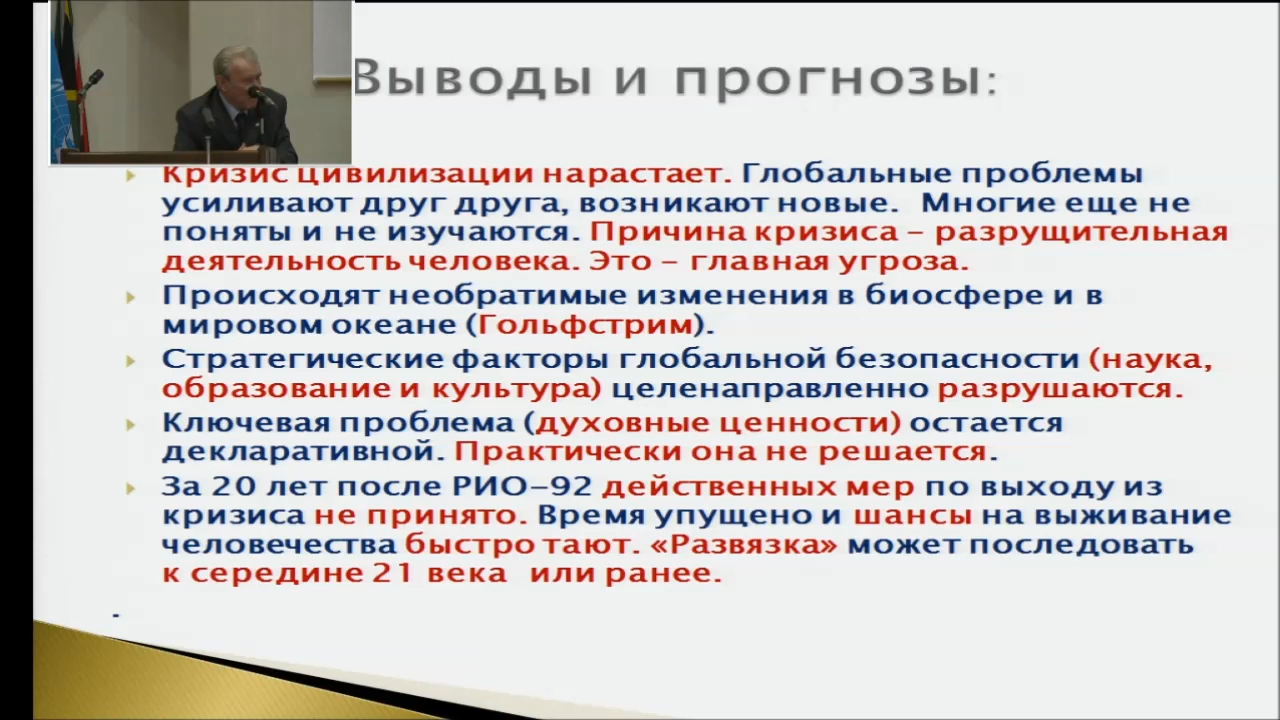 Выводы и прогнозы:
Кризис цивилизации нарастает. Глобальные проблемы
усиливают друг друга, возникают новые. Многие еще не
поняты и не изучаются. Причина кризиса – разрущительная
деятельность человека. Это – главная угроза.
Происходят необратимые изменения в биосфере и в
мировом океане (Гольфстрим).
Стратегические факторы глобальной безопасности (наука,
образование и культура) целенаправленно разрушаются.
Ключевая проблема (духовные ценности) остается
декларативной. Практически она не решается.
За 20 лет после РИО–92 действенных мер по выходу из
кризиса не принято. Время упущено и шансы на выживание
человечества быстро тают. «Развязка» может последовать
к середине 21 века или ранее.